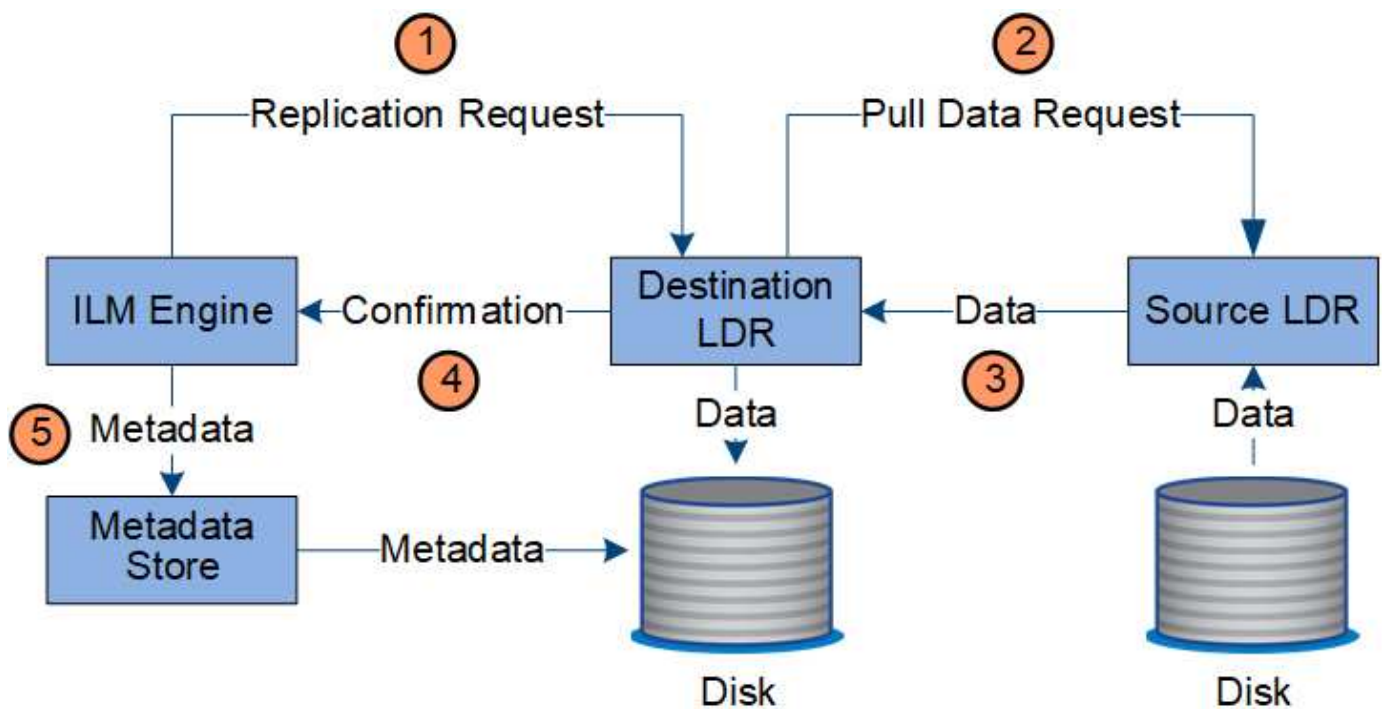 1
2
Replication Request
Pull Data Request
ILM Engine
Confirmation
Destination
LDR
Data
Source LDR
4
3
5
Metadata
Data
Data
Metadata
Store
Metadata
Disk
Disk